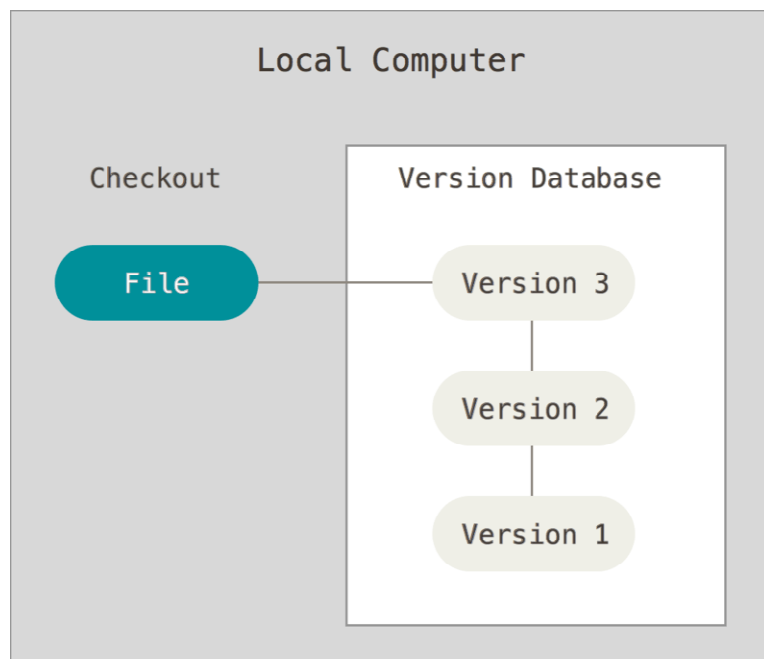 Local Computer
Checkout
Version Database
File
Version 3
Version 2
Version 1